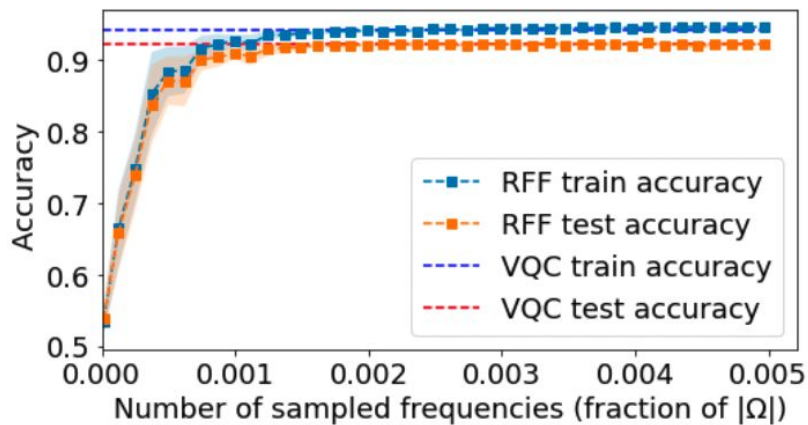 0.9
0.8
0.7
0.6
0.5
Accuracy
RFF train accuracy
RFF test accuracy
VQC train accuracy
VQC test accuracy
0.000 0.001 0.002 0.003 0.004 0.005
Number of sampled frequencies (fraction of |Ω|)